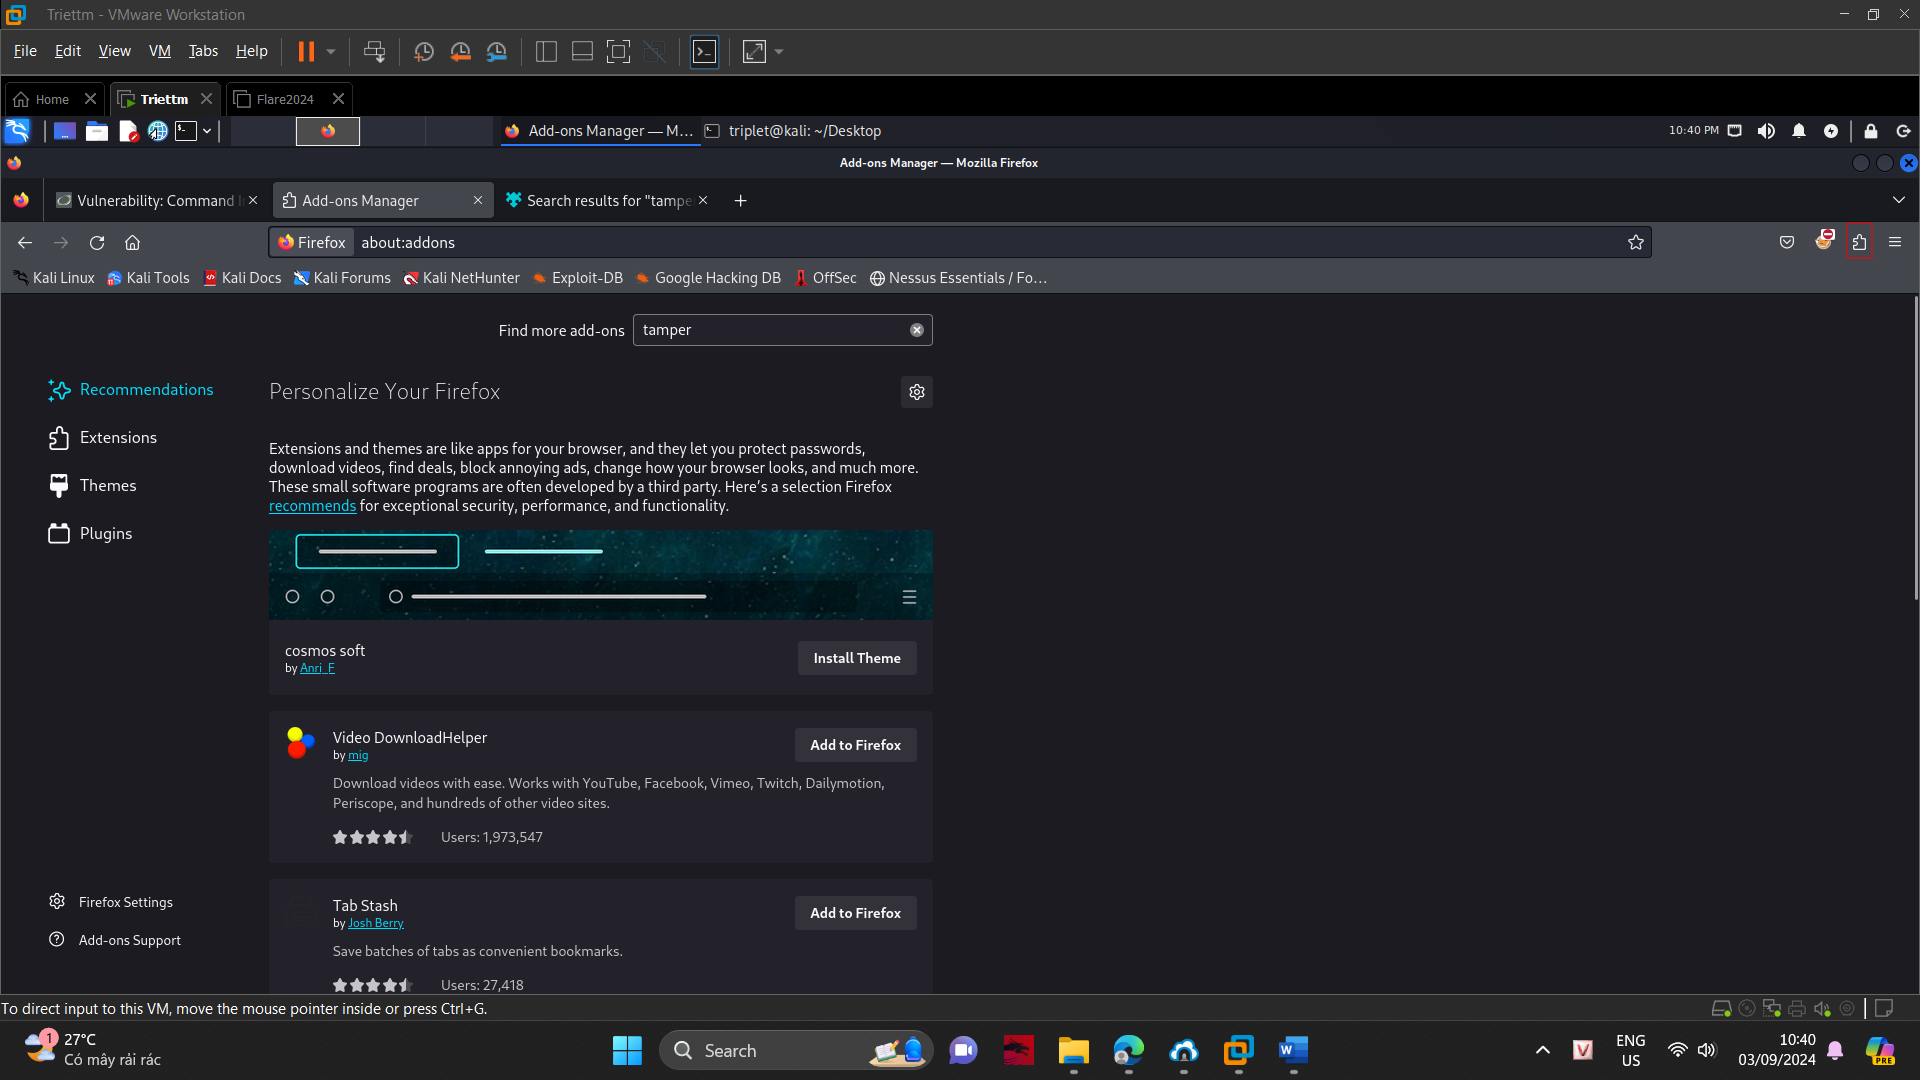 Triettm - VMware Workstation
File Edit View VM Tabs Help
Home Triettm Flare2024
Add-ons Manager — M... triplet@kali: ~/Desktop 10:40 PM
Add-ons Manager — Mozilla Firefox
Vulnerability: Command I Add-ons Manager Search results for "tampe
Firefox about:addons
Kali Linux Kali Tools Kali Docs Kali Forums Kali NetHunter Exploit-DB Google Hacking DB OffSec Nessus Essentials / Fo...
Find more add-ons tamper
Recommendations
Extensions
Themes
Plugins
Firefox Settings
Add-ons Support
Personalize Your Firefox
Extensions and themes are like apps for your browser, and they let you protect passwords,
download videos, find deals, block annoying ads, change how your browser looks, and much more.
These small software programs are often developed by a third party. Here's a selection Firefox
recommends for exceptional security, performance, and functionality.
cosmos soft
by Anri_F
Install Theme
Video DownloadHelper
by mig
Add to Firefox
Download videos with ease. Works with YouTube, Facebook, Vimeo, Twitch, Dailymotion,
Periscope, and hundreds of other video sites.
Users: 1,973,547
Tab Stash
by Josh Berry
Add to Firefox
Save batches of tabs as convenient bookmarks.
Users: 27,418
To direct input to this VM, move the mouse pointer inside or press Ctrl+G.
1 27°C
Có mây rải rác
Search
ENG
US
10:40
03/09/2024
PRE